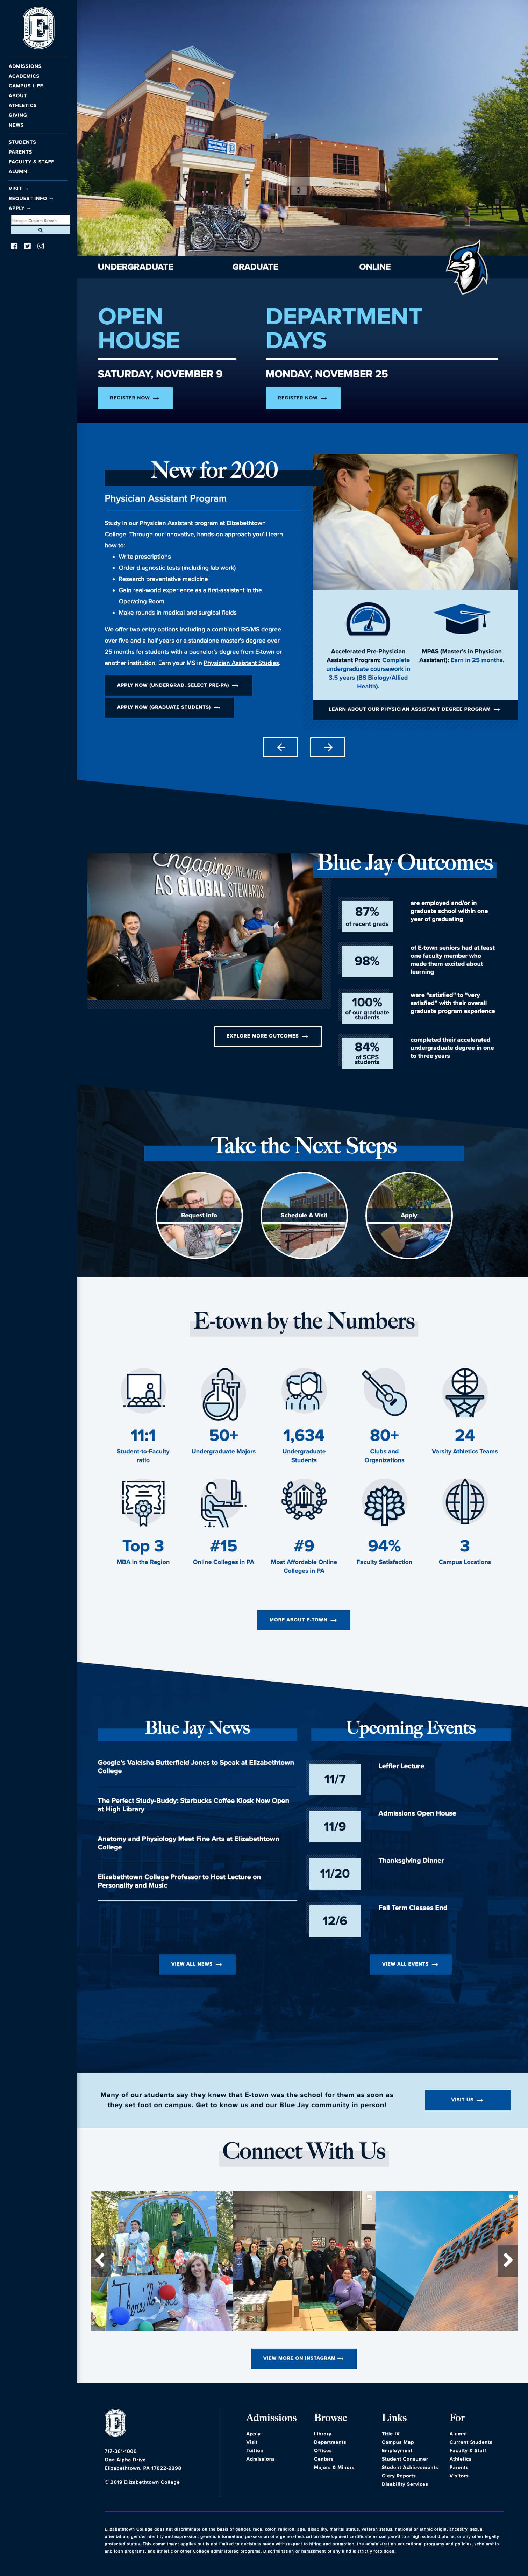 ADMISSIONS
ACADEMICS
CAMPUS LIFE
ABOUT
ATHLETICS
GIVING
NEWS
STUDENTS
PARENTS
FACULTY & STAFF
ALUMNI
VISIT →
REQUEST INFO →
APPLY →
Google Custom Search
UNDERGRADUATE
GRADUATE
ONLINE
OPEN
HOUSE
SATURDAY, NOVEMBER 9
REGISTER NOW →
DEPARTMENT
DAYS
MONDAY, NOVEMBER 25
REGISTER NOW →
New for 2020
Physician Assistant Program
Study in our Physician Assistant program at Elizabethtown
College. Through our innovative, hands-on approach you'll learn
how to:
• Write prescriptions
• Order diagnostic tests (including lab work)
• Research preventative medicine
• Gain real-world experience as a first-assistant in the
Operating Room
• Make rounds in medical and surgical fields
We offer two entry options including a combined BS/MS degree
over five and a half years or a standalone master's degree over
25 months for students with a bachelor's degree from E-town or
another institution. Earn your MS in Physician Assistant Studies.
APPLY NOW (UNDERGRAD, SELECT PRE-PA) →
APPLY NOW (GRADUATE STUDENTS) →
Accelerated Pre-Physician
Assistant Program: Complete
undergraduate coursework in
3.5 years (BS Biology/Allied
Health).
MPAS (Master's in Physician
Assistant): Earn in 25 months.
LEARN ABOUT OUR PHYSICIAN ASSISTANT DEGREE PROGRAM →
← →
Engaging THE WORLD
AS GLOBAL STEWARDS
EXPLORE MORE OUTCOMES →
Blue Jay Outcomes
87%
of recent grads
are employed and/or in
graduate school within one
year of graduating
98%
of E-town seniors had at least
one faculty member who
made them excited about
learning
100%
of our graduate
students
were "satisfied" to "very
satisfied" with their overall
graduate program experience
84%
of SCPS
students
completed their accelerated
undergraduate degree in one
to three years
Take the Next Steps
Request Info
Schedule A Visit
Apply
E-town by the Numbers
11:1
Student-to-Faculty
ratio
50+
Undergraduate Majors
1,634
Undergraduate
Students
80+
Clubs and
Organizations
24
Varsity Athletics Teams
Top 3
MBA in the Region
#15
Online Colleges in PA
#9
Most Affordable Online
Colleges in PA
94%
Faculty Satisfaction
3
Campus Locations
MORE ABOUT E-TOWN →
Blue Jay News
Google's Valeisha Butterfield Jones to Speak at Elizabethtown
College
The Perfect Study-Buddy: Starbucks Coffee Kiosk Now Open
at High Library
Anatomy and Physiology Meet Fine Arts at Elizabethtown
College
Elizabethtown College Professor to Host Lecture on
Personality and Music
VIEW ALL NEWS →
Upcoming Events
11/7
Leffler Lecture
11/9
Admissions Open House
11/20
Thanksgiving Dinner
12/6
Fall Term Classes End
VIEW ALL EVENTS →
Many of our students say they knew that E-town was the school for them as soon as
they set foot on campus. Get to know us and our Blue Jay community in person!
VISIT US →
Connect With Us
There's No Place
CENTER
VIEW MORE ON INSTAGRAM →
717-361-1000
One Alpha Drive
Elizabethtown, PA 17022-2298
© 2019 Elizabethtown College
Admissions
Apply
Visit
Tuition
Admissions
Browse
Library
Departments
Offices
Centers
Majors & Minors
Links
Title IX
Campus Map
Employment
Student Consumer
Student Achievements
Clery Reports
Disability Services
For
Alumni
Current Students
Faculty & Staff
Athletics
Parents
Visitors
Elizabethtown College does not discriminate on the basis of gender, race, color, religion, age, disability, marital status, veteran status, national or ethnic origin, ancestry, sexual
orientation, gender identity and expression, genetic information, possession of a general education development certificate as compared to a high school diploma, or any other legally
protected status. This commitment applies but is not limited to decisions made with respect to hiring and promotion, the administration educational programs and policies, scholarship
and loan programs, and athletic or other College administered programs. Discrimination or harassment of any kind is strictly forbidden.